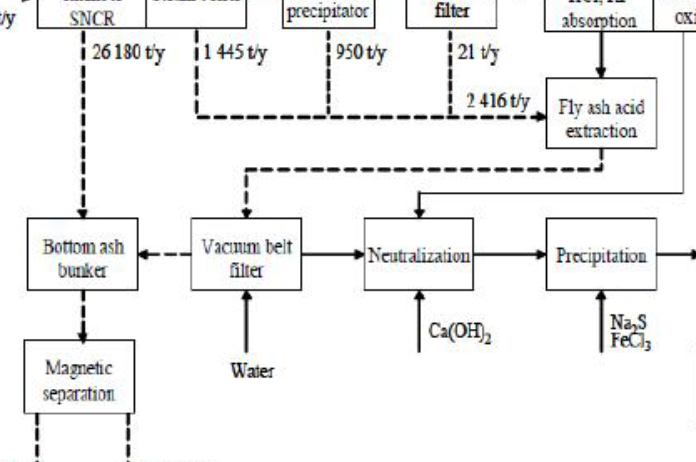 SNCR
precipitator
filter
absorption
t/y
26 180 t/y
1 445 t/y
950 t/y
21 t/y
2 416 t/y
Fly ash acid
extraction
Bottom ash
bunker
Vacuum belt
filter
Neutralization
Precipitation
Ca(OH)2
Na2S
FeCl3
Water
Magnetic
separation